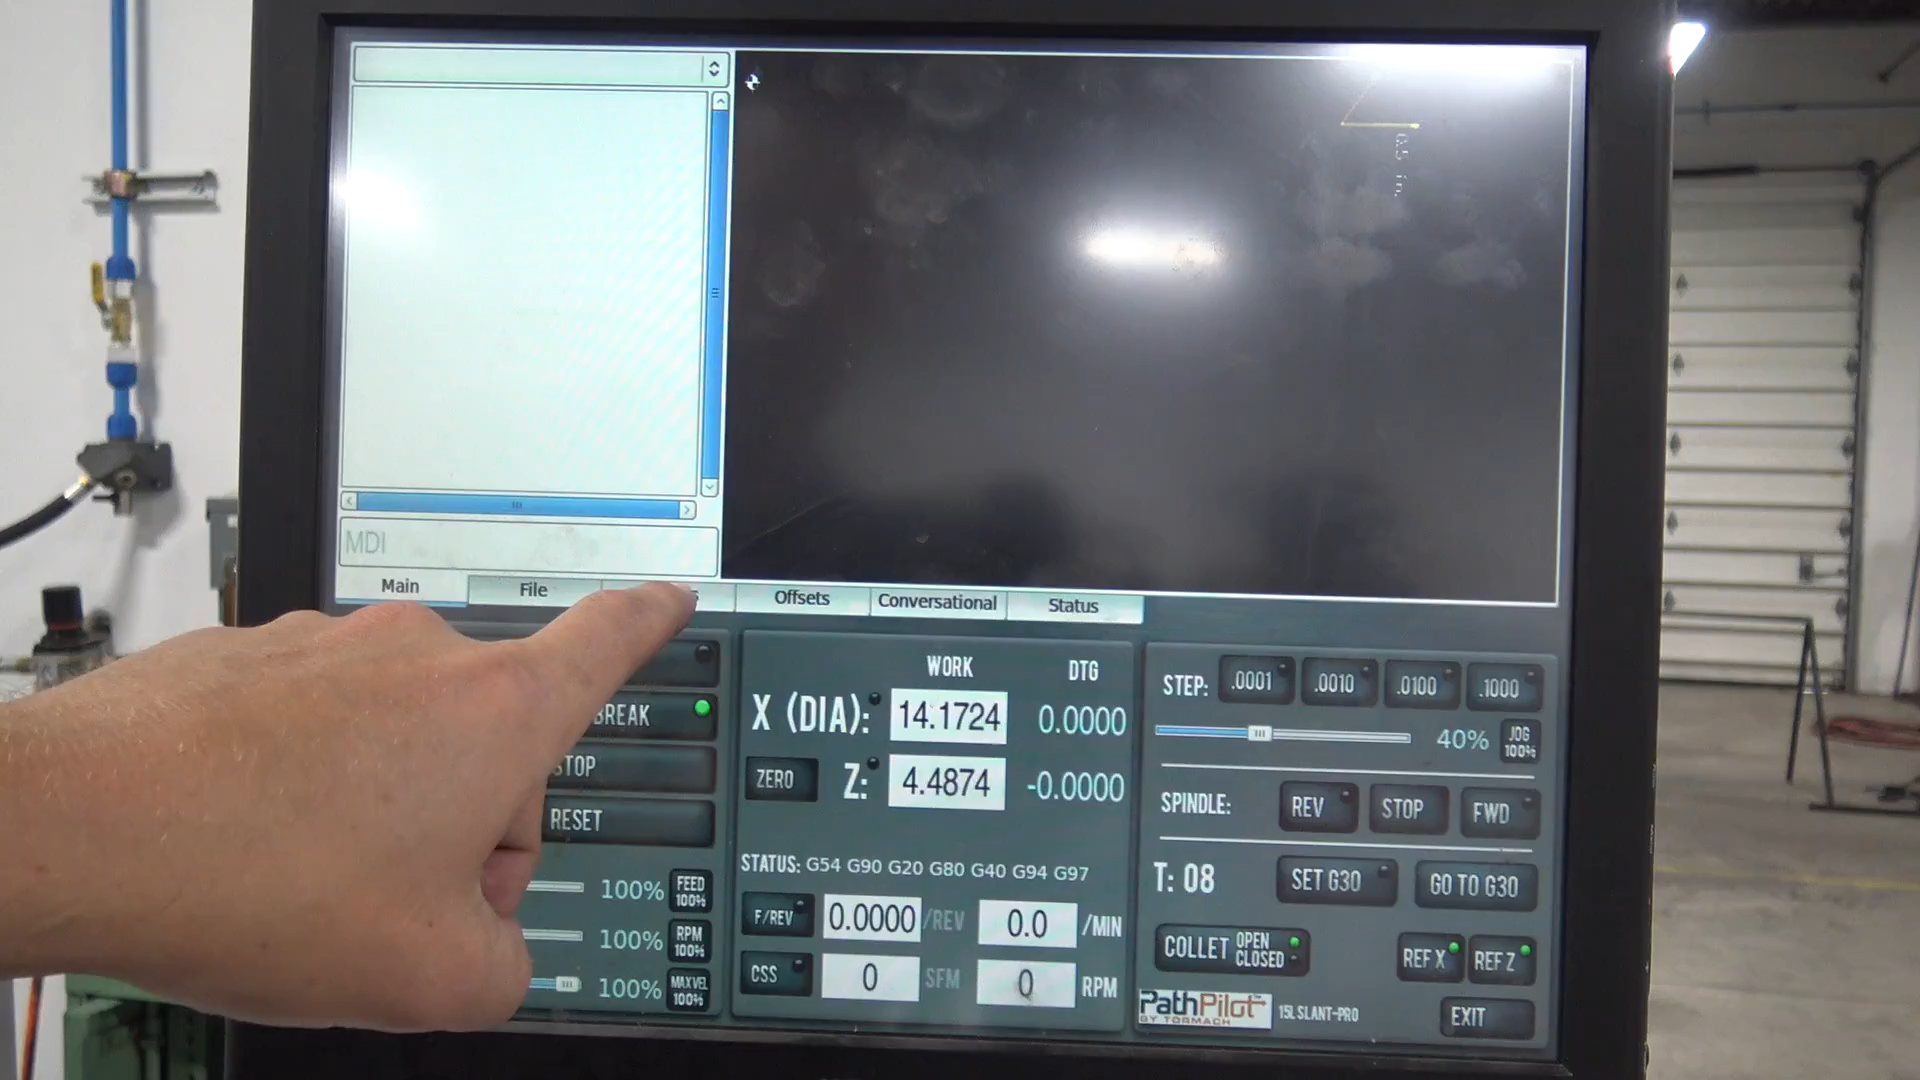 0.5 in.
MDI
Main File Offsets Conversational Status
BREAK
STOP
RESET
100% FEED 100%
100% RPM 100%
100% MAXVEL 100%
WORK DTG
X (DIA): 14.1724 0.0000
ZERO Z: 4.4874 -0.0000
STATUS: G54 G90 G20 G80 G40 G94 G97
F/REV 0.0000 /REV 0.0 /MIN
CSS 0 SFM 0 RPM
STEP: .0001 .0010 .0100 .1000
40% JOG 100%
SPINDLE: REV STOP FWD
T: 08 SET G30 GO TO G30
COLLET OPEN CLOSED REF X REF Z
PathPilot™ BY TORMACH 15L SLANT-PRO EXIT